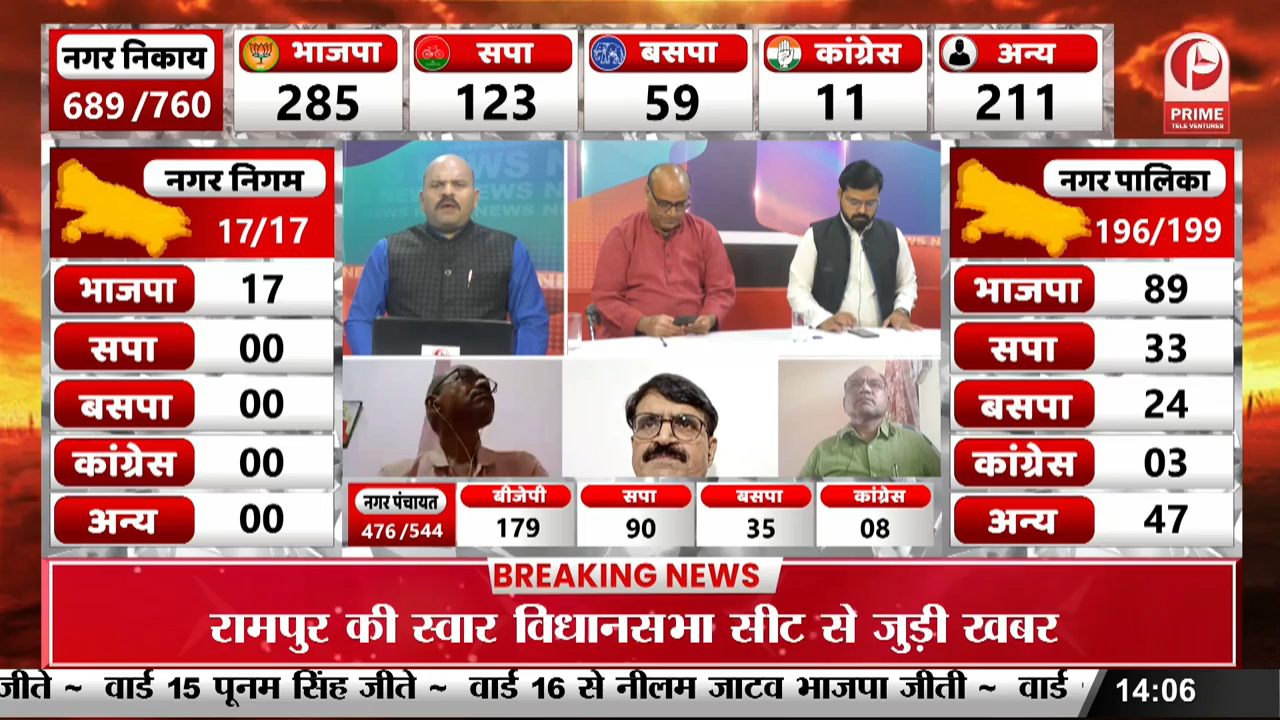 नगर निकाय
689/760
भाजपा
285
सपा
123
बसपा
59
कांग्रेस
11
अन्य
211
PRIME
TELE VENTURES
नगर निगम
17/17
भाजपा 17
सपा 00
बसपा 00
कांग्रेस 00
अन्य 00
नगर पालिका
196/199
भाजपा 89
सपा 33
बसपा 24
कांग्रेस 03
अन्य 47
नगर पंचायत
476/544
बीजेपी
179
सपा
90
बसपा
35
कांग्रेस
08
BREAKING NEWS
रामपुर की स्वार विधानसभा सीट से जुड़ी खबर
जीते ~ वार्ड 15 पूनम सिंह जीते ~ वार्ड 16 से नीलम जाटव भाजपा जीती ~ वार्ड
14:06